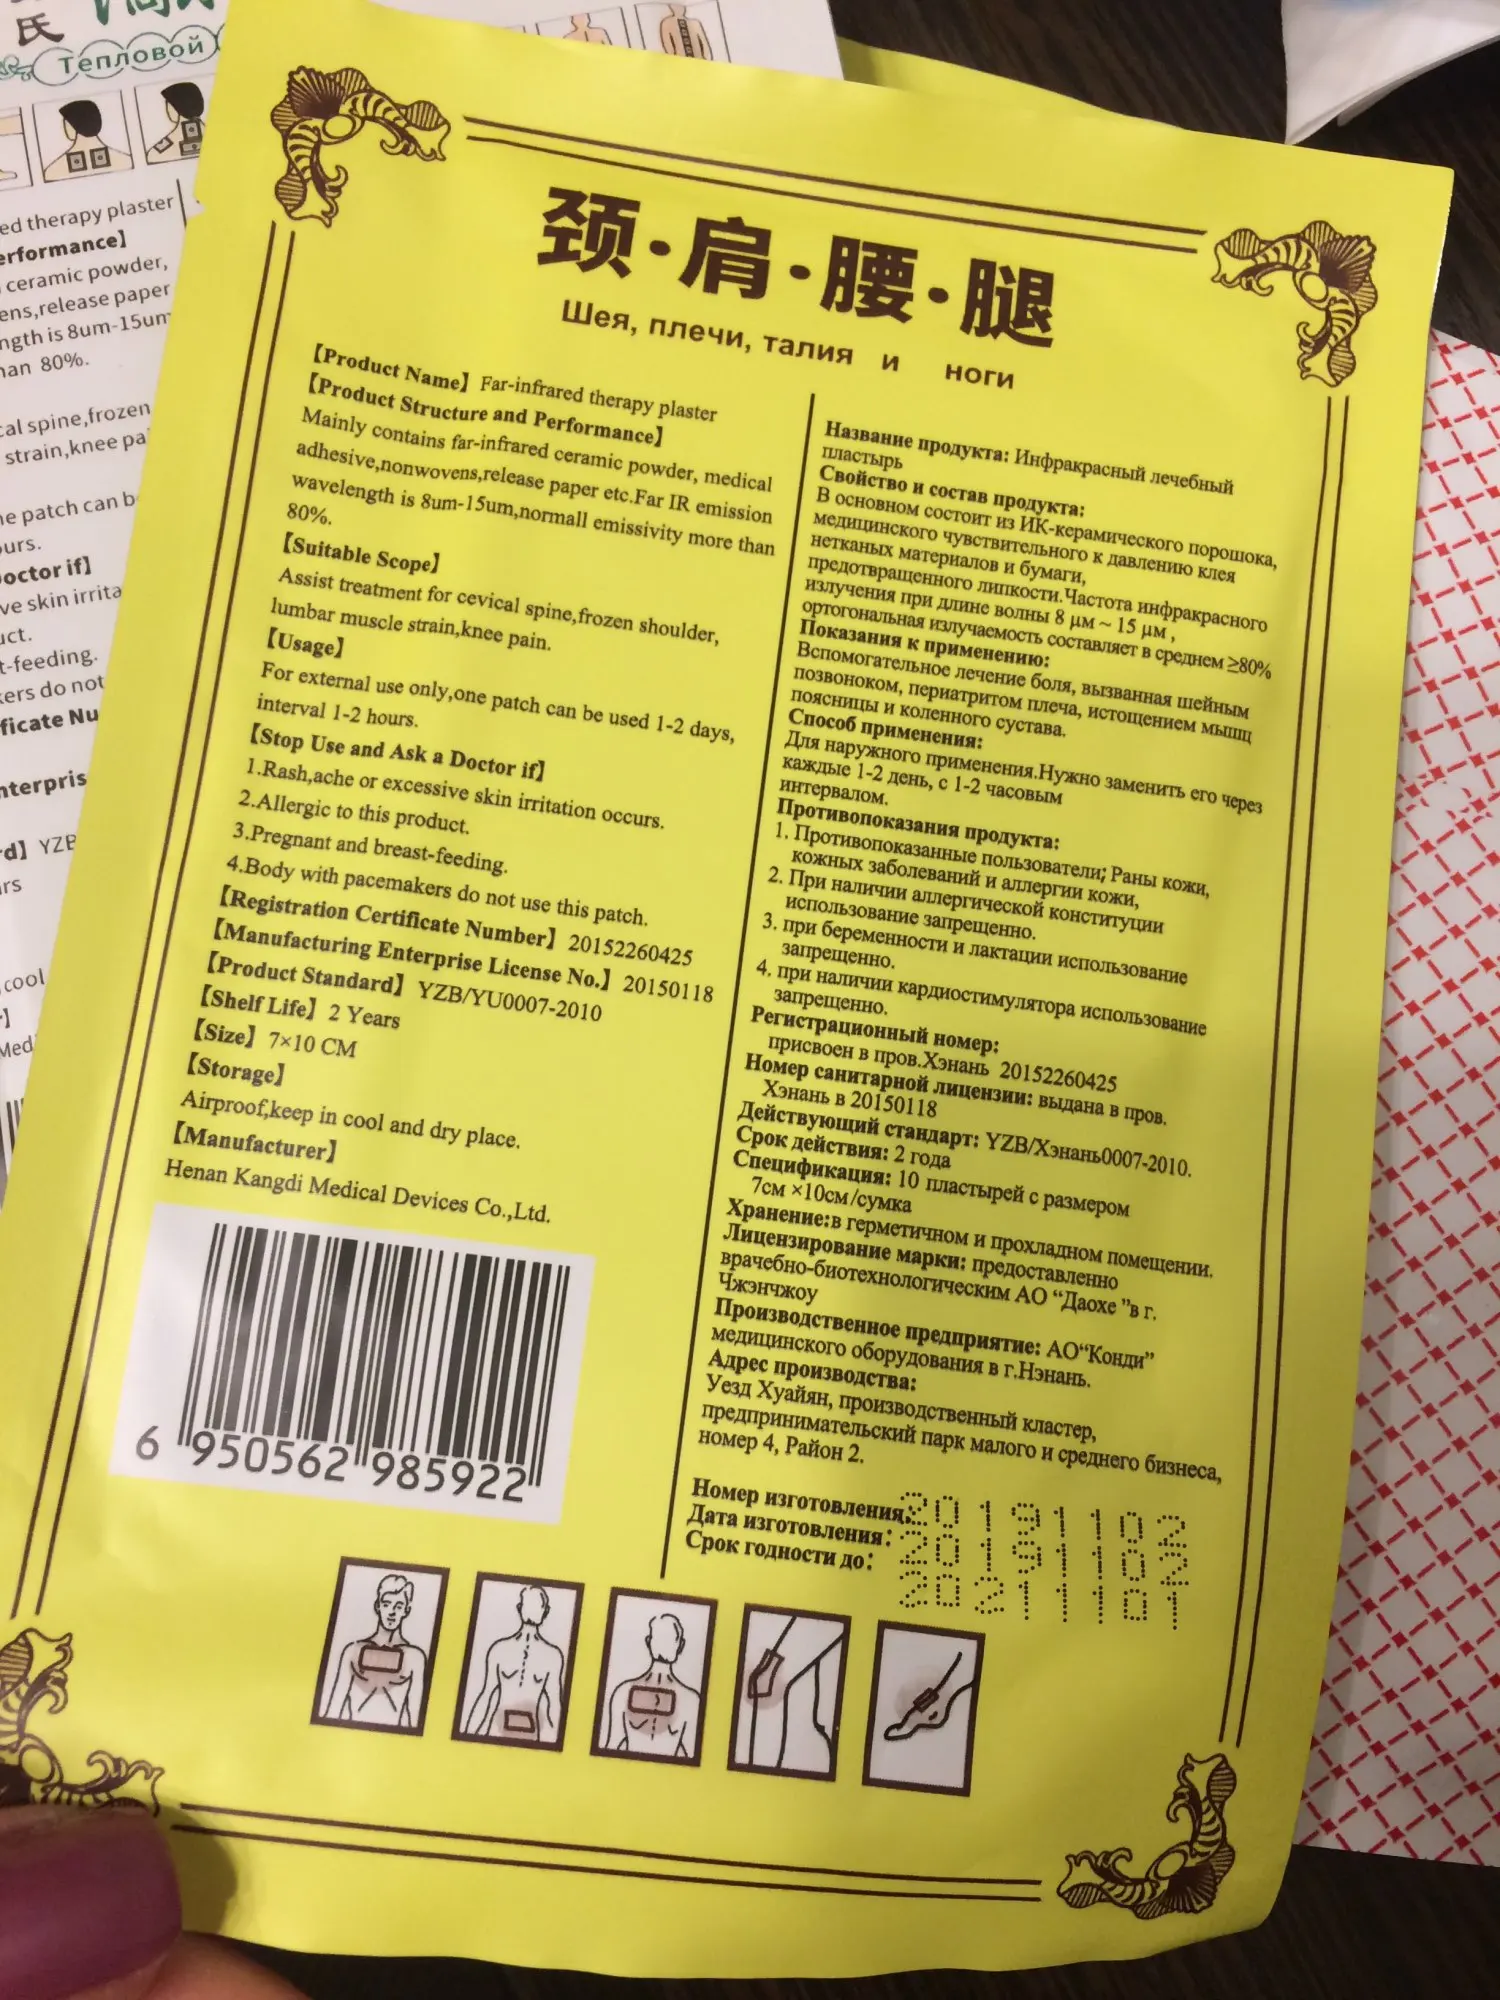 氏
Тепловой
ed therapy plaster
erformance】
ceramic powder,
ens,release paper
ngth is 8um-15um
han 80%.
cal spine,frozen
strain,knee pai
ne patch can b
ours.
octor if】
ve skin irrita
uct.
t-feeding.
kers do not
ficate Nu
nterpris
rd】YZB
rs
cool
Med
颈·肩·腰·腿
Шея, плечи, талия и ноги
【Product Name】Far-infrared therapy plaster
【Product Structure and Performance】
Mainly contains far-infrared ceramic powder, medical
adhesive,nonwovens,release paper etc.Far IR emission
wavelength is 8um-15um,normall emissivity more than
80%.
【Suitable Scope】
Assist treatment for cevical spine,frozen shoulder,
lumbar muscle strain,knee pain.
【Usage】
For external use only,one patch can be used 1-2 days,
interval 1-2 hours.
【Stop Use and Ask a Doctor if】
1.Rash,ache or excessive skin irritation occurs.
2.Allergic to this product.
3.Pregnant and breast-feeding.
4.Body with pacemakers do not use this patch.
【Registration Certificate Number】20152260425
【Manufacturing Enterprise License No.】20150118
【Product Standard】YZB/YU0007-2010
【Shelf Life】2 Years
【Size】7×10 CM
【Storage】
Airproof,keep in cool and dry place.
【Manufacturer】
Henan Kangdi Medical Devices Co.,Ltd.
6 950562 985922
Название продукта: Инфракрасный лечебный
пластырь
Свойство и состав продукта:
В основном состоит из ИК-керамического порошока,
медицинского чувствительного к давлению клея
нетканых материалов и бумаги,
предотвращенного липкости.Частота инфракрасного
излучения при длине волны 8 μм ~ 15 μм ,
ортогональная излучаемость составляет в среднем ≥80%
Показания к применению:
Вспомогательное лечение боля, вызванная шейным
позвоноком, периатритом плеча, истощением мышц
поясницы и коленного сустава.
Способ применения:
Для наружного применения.Нужно заменить его через
каждые 1-2 день, с 1-2 часовым
интервалом.
Противопоказания продукта:
1. Противопоказанные пользователи; Раны кожи,
кожных заболеваний и аллергии кожи,
2. При наличии аллергической конституции
использование запрещенно.
3. при беременности и лактации использование
запрещенно.
4. при наличии кардиостимулятора использование
запрещенно.
Регистрационный номер:
присвоен в пров.Хэнань 20152260425
Номер санитарной лицензии: выдана в пров.
Хэнань в 20150118
Действующий стандарт: YZB/Хэнань0007-2010.
Срок действия: 2 года
Спецификация: 10 пластырей с размером
7см ×10см/сумка
Хранение:в герметичном и прохладном помещении.
Лицензирование марки: предоставленно
врачебно-биотехнологическим АО “Даохе ”в г.
Чжэнчжоу
Производственное предприятие: АО“Конди”
медицинского оборудования в г.Нэнань.
Адрес производства:
Уезд Хуайян, производственный кластер,
предпринимательский парк малого и среднего бизнеса,
номер 4, Район 2.
Номер изготовления: 20191102
Дата изготовления: 20191102
Срок годности до: 20211101